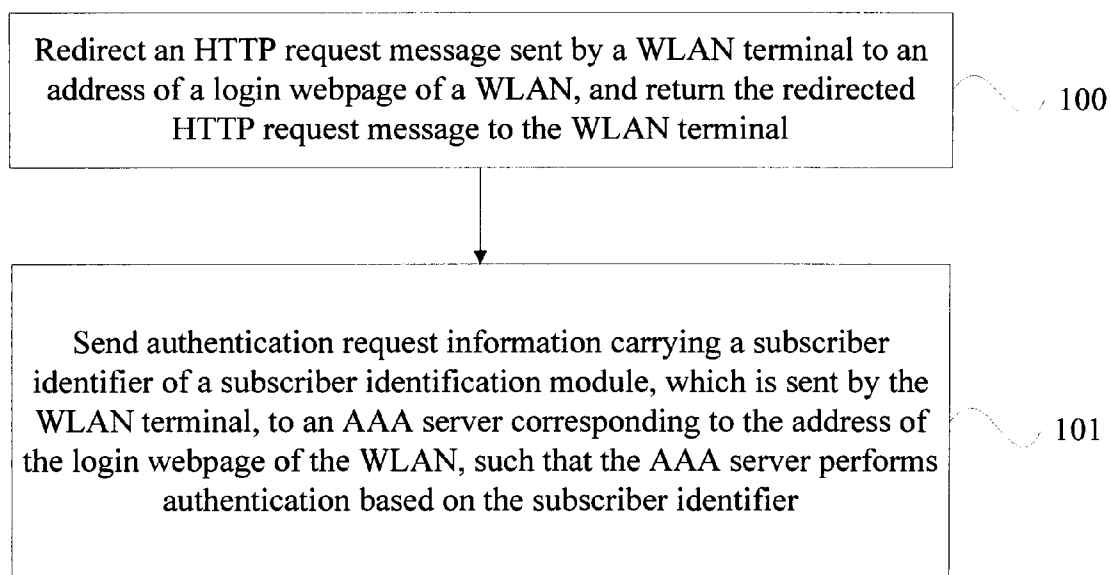 Redirect an HTTP request message sent by a WLAN terminal to an
address of a login webpage of a WLAN, and return the redirected
HTTP request message to the WLAN terminal
100
Send authentication request information carrying a subscriber
identifier of a subscriber identification module, which is sent by the
WLAN terminal, to an AAA server corresponding to the address of
the login webpage of the WLAN, such that the AAA server performs
authentication based on the subscriber identifier
101